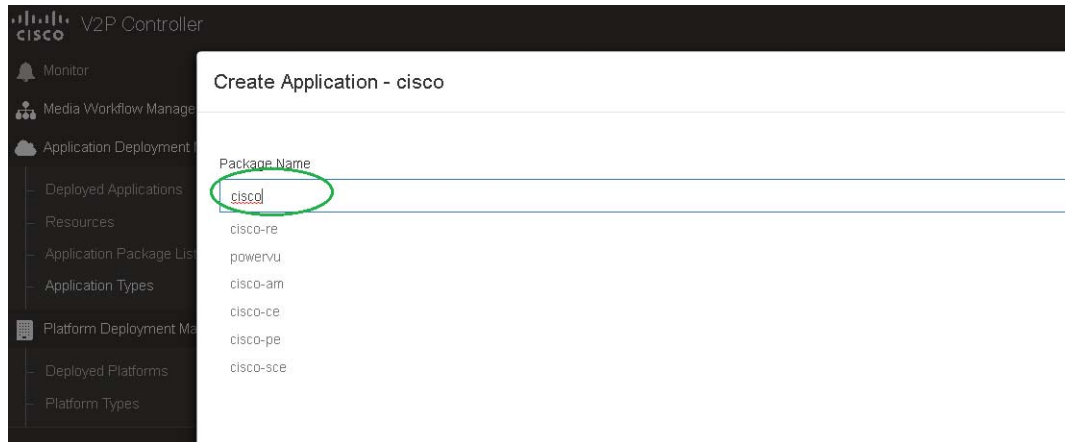 CISCO
V2P Controller
Monitor
Media Workflow Manage
Application Deployment
Deployed Applications
Resources
Application Package List
Application Types
Platform Deployment Ma
Deployed Platforms
Platform Types
Create Application - cisco
Package Name
cisco
cisco-re
powervu
cisco-am
cisco-ce
cisco-pe
cisco-sce